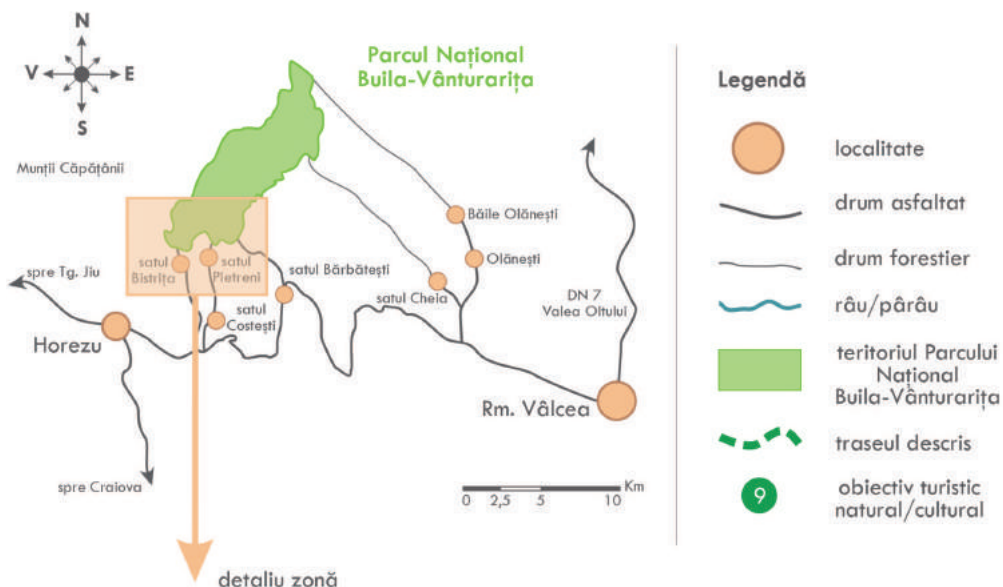 N
V
E
S
Parcul Național
Buila-Vânturarița
Munții Căpățânii
Băile Olănești
Olănești
satul
Bistrița
satul
Pietreni
satul Bărbătești
satul Cheia
spre Tg. Jiu
satul
Costești
DN 7
Valea Oltului
Horezu
Rm. Vâlcea
spre Craiova
Km
0 2,5 5 10
detaliu zonă
Legendă
localitate
drum asfaltat
drum forestier
râu/pârâu
teritoriul Parcului
Național
Buila-Vânturarița
traseul descris
9
obiectiv turistic
natural/cultural